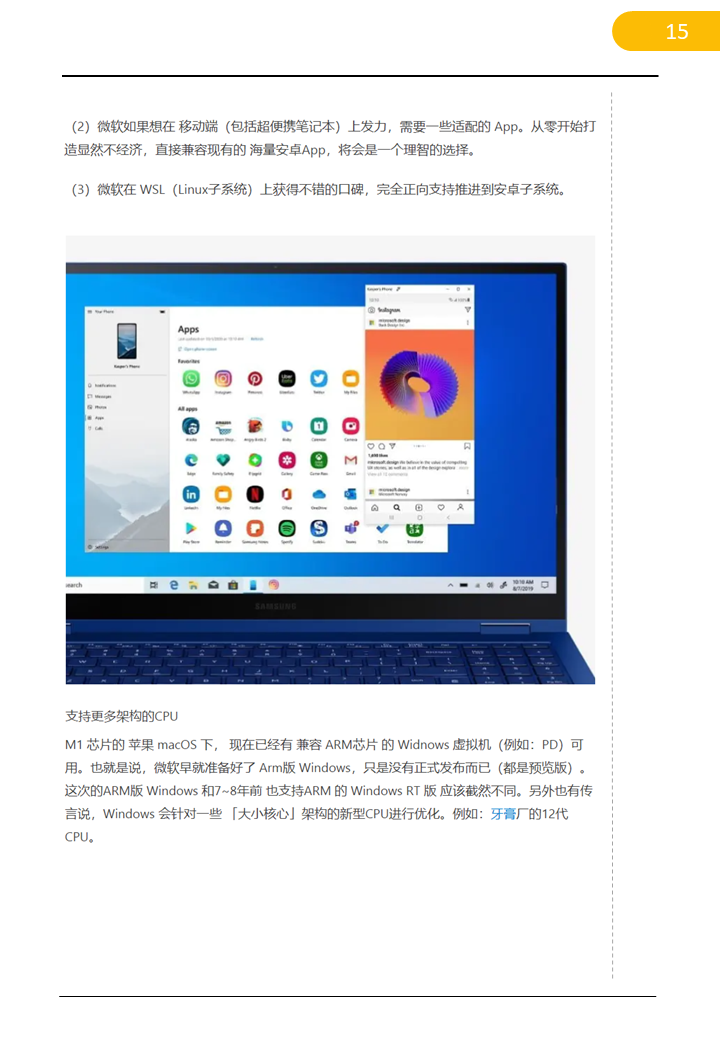 15
（2）微软如果想在 移动端（包括超便携笔记本）上发力，需要一些适配的 App。从零开始打
造显然不经济，直接兼容现有的 海量安卓App，将会是一个理智的选择。
（3）微软在 WSL（Linux子系统）上获得不错的口碑，完全正向支持推进到安卓子系统。
Your Phone
Kasper's Phone
Notifications
Messages
Photos
Apps
Calls
Settings
Apps
Favorites
WhatsApp Instagram Pinterest Twitter My Files
All apps
Amazon Shop... Angry Birds 2 Bixby Calendar Camera
Edge Family Safety Gallery Gmail
LinkedIn My Files Netflix Office OneDrive Outlook
Play Store Reminder Samsung Notes Spotify Teams To Do Translator
Kasper's Phone
Instagram
microsoft.design
1,498 likes
microsoft.design
earch
10:10 AM
8/7/2019
SAMSUNG
支持更多架构的CPU
M1 芯片的 苹果 macOS 下， 现在已经有 兼容 ARM芯片 的 Widnows 虚拟机（例如：PD）可
用。也就是说，微软早就准备好了 Arm版 Windows，只是没有正式发布而已（都是预览版）。
这次的ARM版 Windows 和7~8年前 也支持ARM 的 Windows RT 版 应该截然不同。另外也有传
言说，Windows 会针对一些 「大小核心」架构的新型CPU进行优化。例如：牙膏厂的12代
CPU。